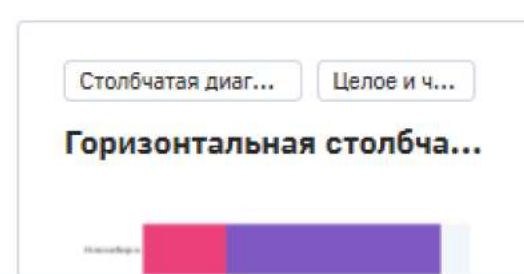 Столбчатая диаг... Целое и ч...
Горизонтальная столбча...